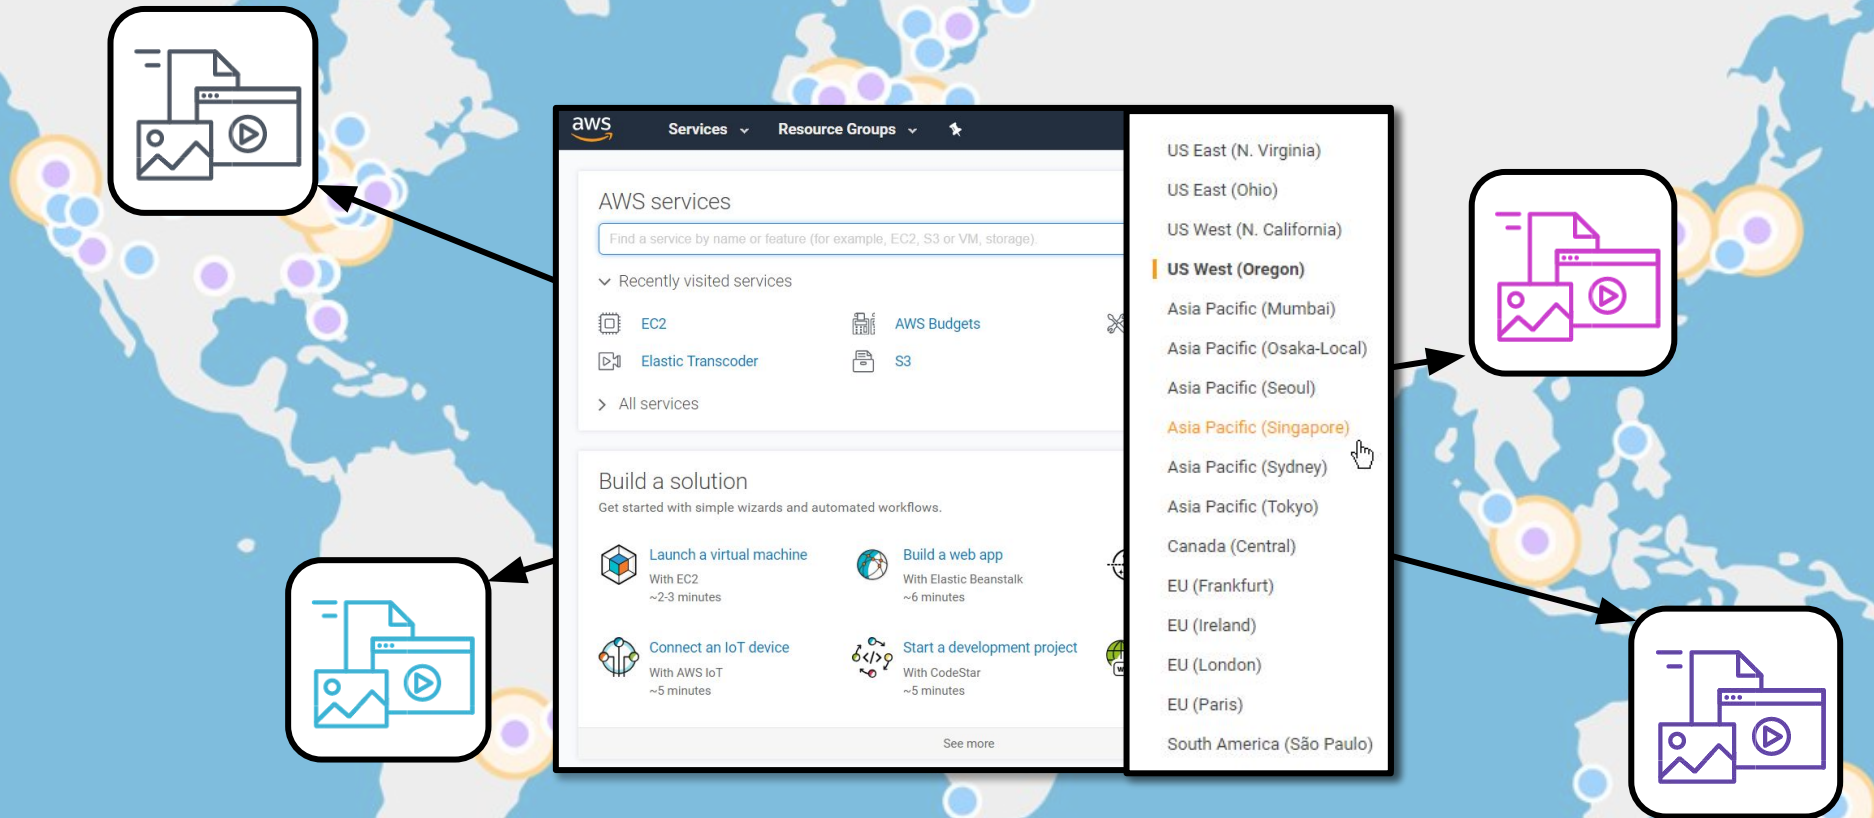 aws
Services
Resource Groups
AWS services
Find a service by name or feature (for example, EC2, S3 or VM, storage).
Recently visited services
EC2
AWS Budgets
Elastic Transcoder
S3
All services
Build a solution
Get started with simple wizards and automated workflows.
Launch a virtual machine
With EC2
~2-3 minutes
Build a web app
With Elastic Beanstalk
~6 minutes
Connect an IoT device
With AWS IoT
~5 minutes
Start a development project
With CodeStar
~5 minutes
See more
US East (N. Virginia)
US East (Ohio)
US West (N. California)
US West (Oregon)
Asia Pacific (Mumbai)
Asia Pacific (Osaka-Local)
Asia Pacific (Seoul)
Asia Pacific (Singapore)
Asia Pacific (Sydney)
Asia Pacific (Tokyo)
Canada (Central)
EU (Frankfurt)
EU (Ireland)
EU (London)
EU (Paris)
South America (São Paulo)